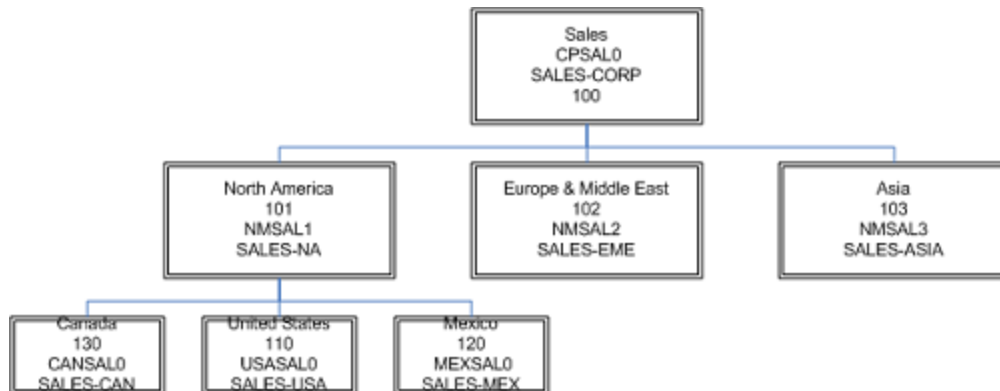 Sales
CPSAL0
SALES-CORP
100
North America
101
NMSAL1
SALES-NA
Europe & Middle East
102
NMSAL2
SALES-EME
Asia
103
NMSAL3
SALES-ASIA
Canada
130
CANSAL0
SALES-CAN
United States
110
USASAL0
SALES-USA
Mexico
120
MEXSAL0
SALES-MEX